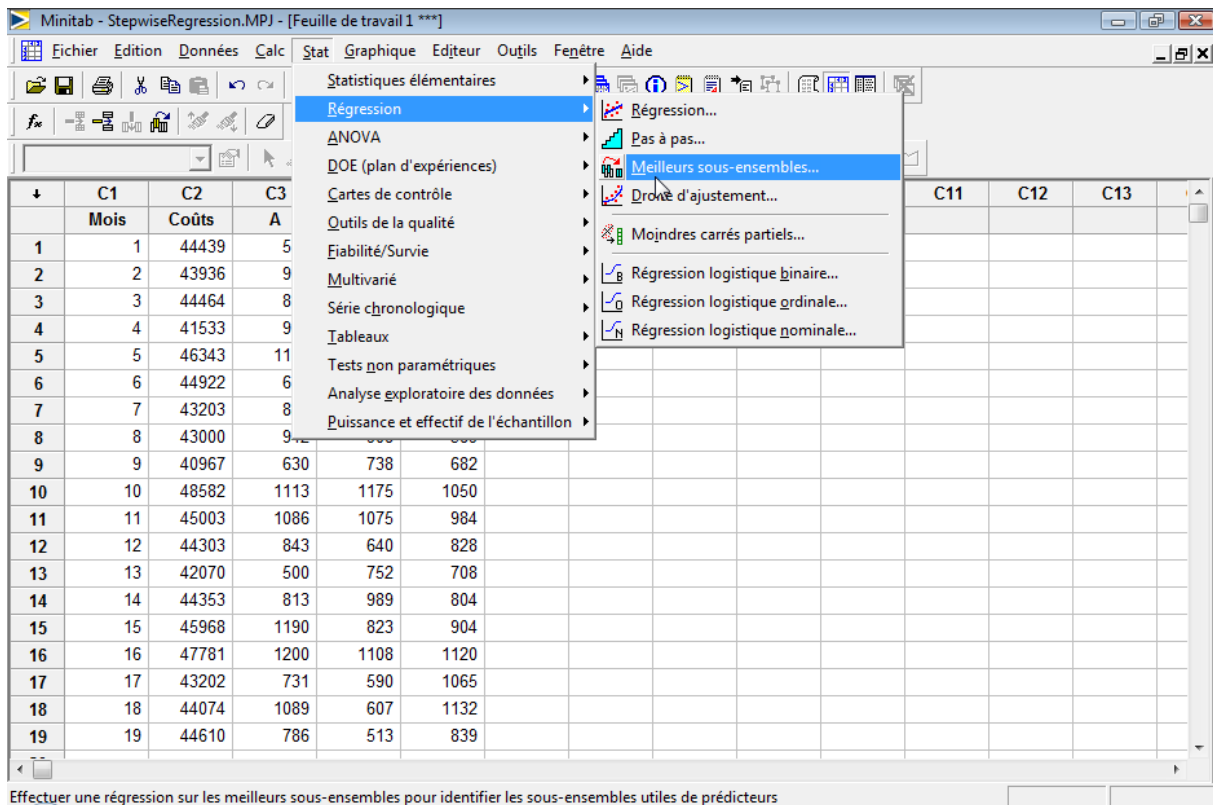 Minitab - StepwiseRegression.MPJ - [Feuille de travail 1 ***]
Fichier Edition Données Calc Stat Graphique Editeur Outils Fenêtre Aide
Statistiques élémentaires
Régression
ANOVA
DOE (plan d'expériences)
Cartes de contrôle
Outils de la qualité
Fiabilité/Survie
Multivarié
Série chronologique
Tableaux
Tests non paramétriques
Analyse exploratoire des données
Puissance et effectif de l'échantillon
Régression...
Pas à pas...
Meilleurs sous-ensembles...
Droite d'ajustement...
Moindres carrés partiels...
Régression logistique binaire...
Régression logistique ordinale...
Régression logistique nominale...
C1 C2 C3 C11 C12 C13
Mois Coûts A
1 1 44439 5
2 2 43936 9
3 3 44464 8
4 4 41533 9
5 5 46343 11
6 6 44922 6
7 7 43203 8
8 8 43000
9 9 40967 630 738 682
10 10 48582 1113 1175 1050
11 11 45003 1086 1075 984
12 12 44303 843 640 828
13 13 42070 500 752 708
14 14 44353 813 989 804
15 15 45968 1190 823 904
16 16 47781 1200 1108 1120
17 17 43202 731 590 1065
18 18 44074 1089 607 1132
19 19 44610 786 513 839
Effectuer une régression sur les meilleurs sous-ensembles pour identifier les sous-ensembles utiles de prédicteurs